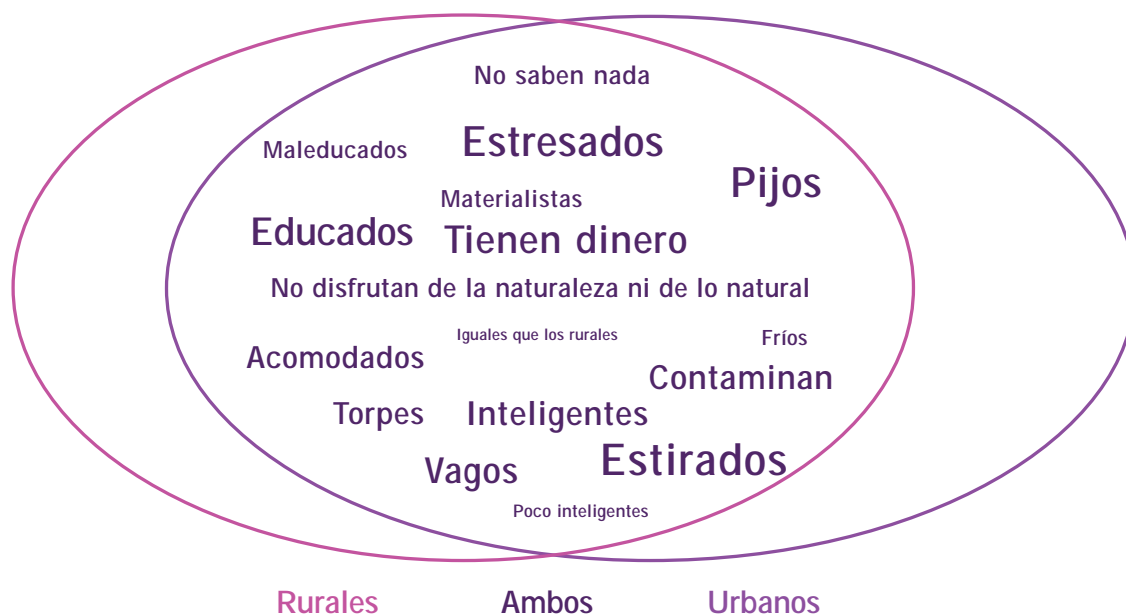 No saben nada
Estresados
Maleducados
Pijos
Materialistas
Educados
Tienen dinero
No disfrutan de la naturaleza ni de lo natural
Iguales que los rurales
Fríos
Acomodados
Contaminan
Torpes
Inteligentes
Estirados
Vagos
Poco inteligentes
Rurales Ambos Urbanos